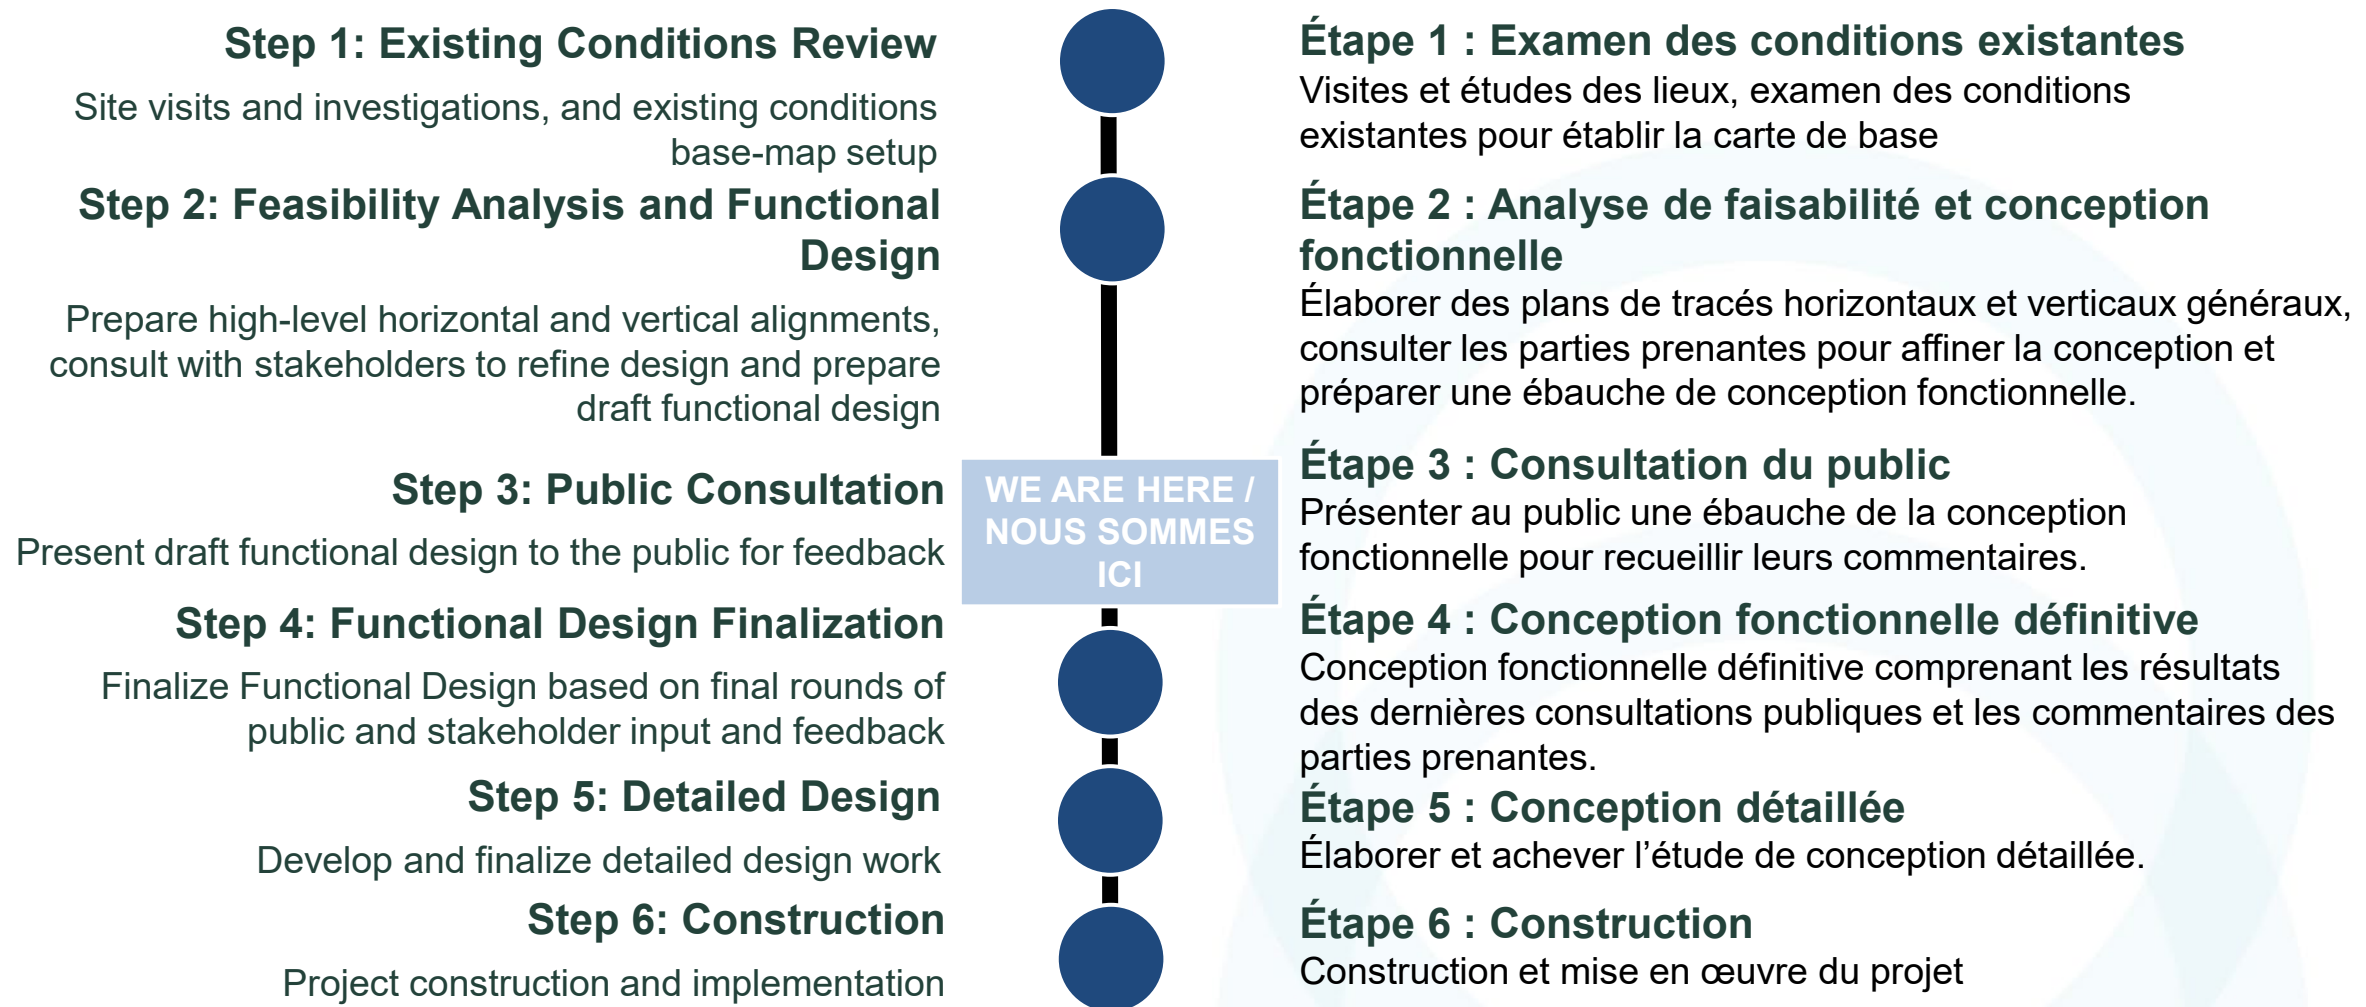 Step 1: Existing Conditions Review
Site visits and investigations, and existing conditions
base-map setup
Step 2: Feasibility Analysis and Functional
Design
Prepare high-level horizontal and vertical alignments,
consult with stakeholders to refine design and prepare
draft functional design
Step 3: Public Consultation
Present draft functional design to the public for feedback
Step 4: Functional Design Finalization
Finalize Functional Design based on final rounds of
public and stakeholder input and feedback
Step 5: Detailed Design
Develop and finalize detailed design work
Step 6: Construction
Project construction and implementation
WE ARE HERE /
NOUS SOMMES
ICI
Étape 1 : Examen des conditions existantes
Visites et études des lieux, examen des conditions
existantes pour établir la carte de base
Étape 2 : Analyse de faisabilité et conception
fonctionnelle
Élaborer des plans de tracés horizontaux et verticaux généraux,
consulter les parties prenantes pour affiner la conception et
préparer une ébauche de conception fonctionnelle.
Étape 3 : Consultation du public
Présenter au public une ébauche de la conception
fonctionnelle pour recueillir leurs commentaires.
Étape 4 : Conception fonctionnelle définitive
Conception fonctionnelle définitive comprenant les résultats
des dernières consultations publiques et les commentaires des
parties prenantes.
Étape 5 : Conception détaillée
Élaborer et achever l’étude de conception détaillée.
Étape 6 : Construction
Construction et mise en œuvre du projet